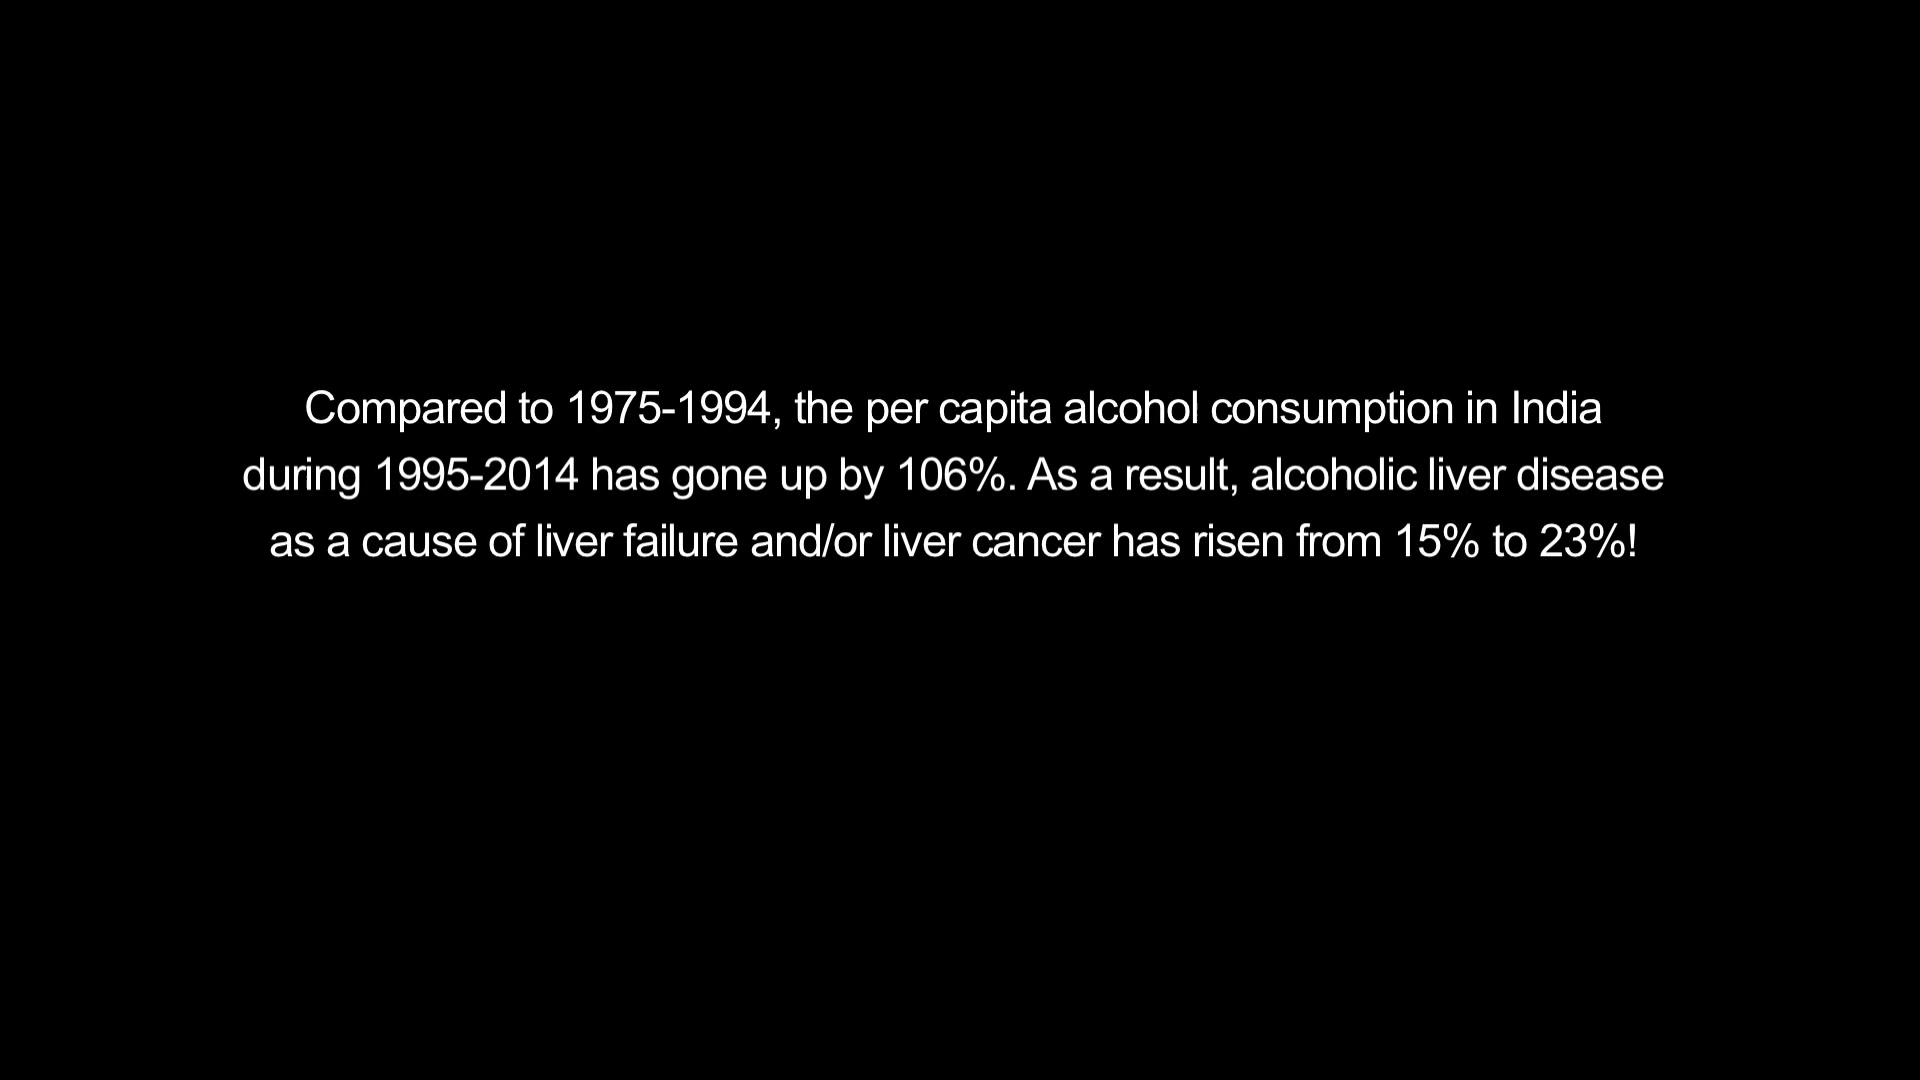 Compared to 1975-1994, the per capita alcohol consumption in India
during 1995-2014 has gone up by 106%. As a result, alcoholic liver disease
as a cause of liver failure and/or liver cancer has risen from 15% to 23%!